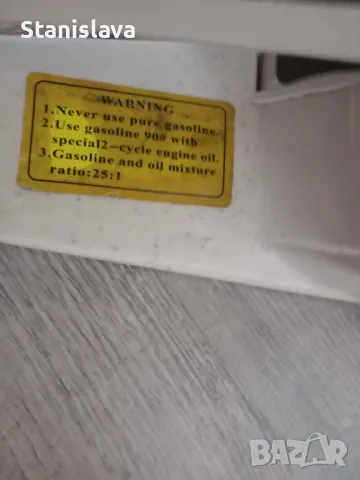 Stanislava
WARNING
1.Never use pure gasoline.
2.Use gasoline 90# with
special2-cycle engine oil.
3.Gasoline and oil mixture
ratio:25:1
BAZAR